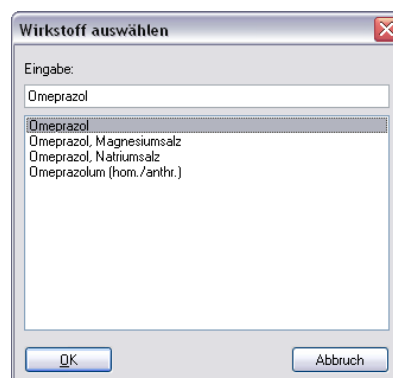 Wirkstoff auswählen
Eingabe:
Omeprazol
Omeprazol
Omeprazol, Magnesiumsalz
Omeprazol, Natriumsalz
Omeprazolum (hom./anthr.)
OK
Abbruch